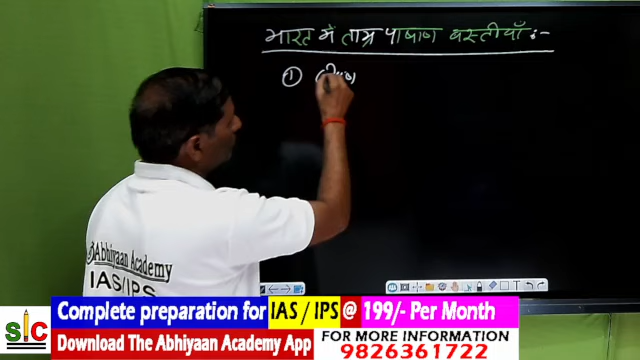 भारत में ताम्र पाषाण बस्तीयाँ :-
①
Abhiyaan Academy
IAS/IPS
SIC
Complete preparation for IAS / IPS @ 199/- Per Month
Download The Abhiyaan Academy App
FOR MORE INFORMATION
9826361722